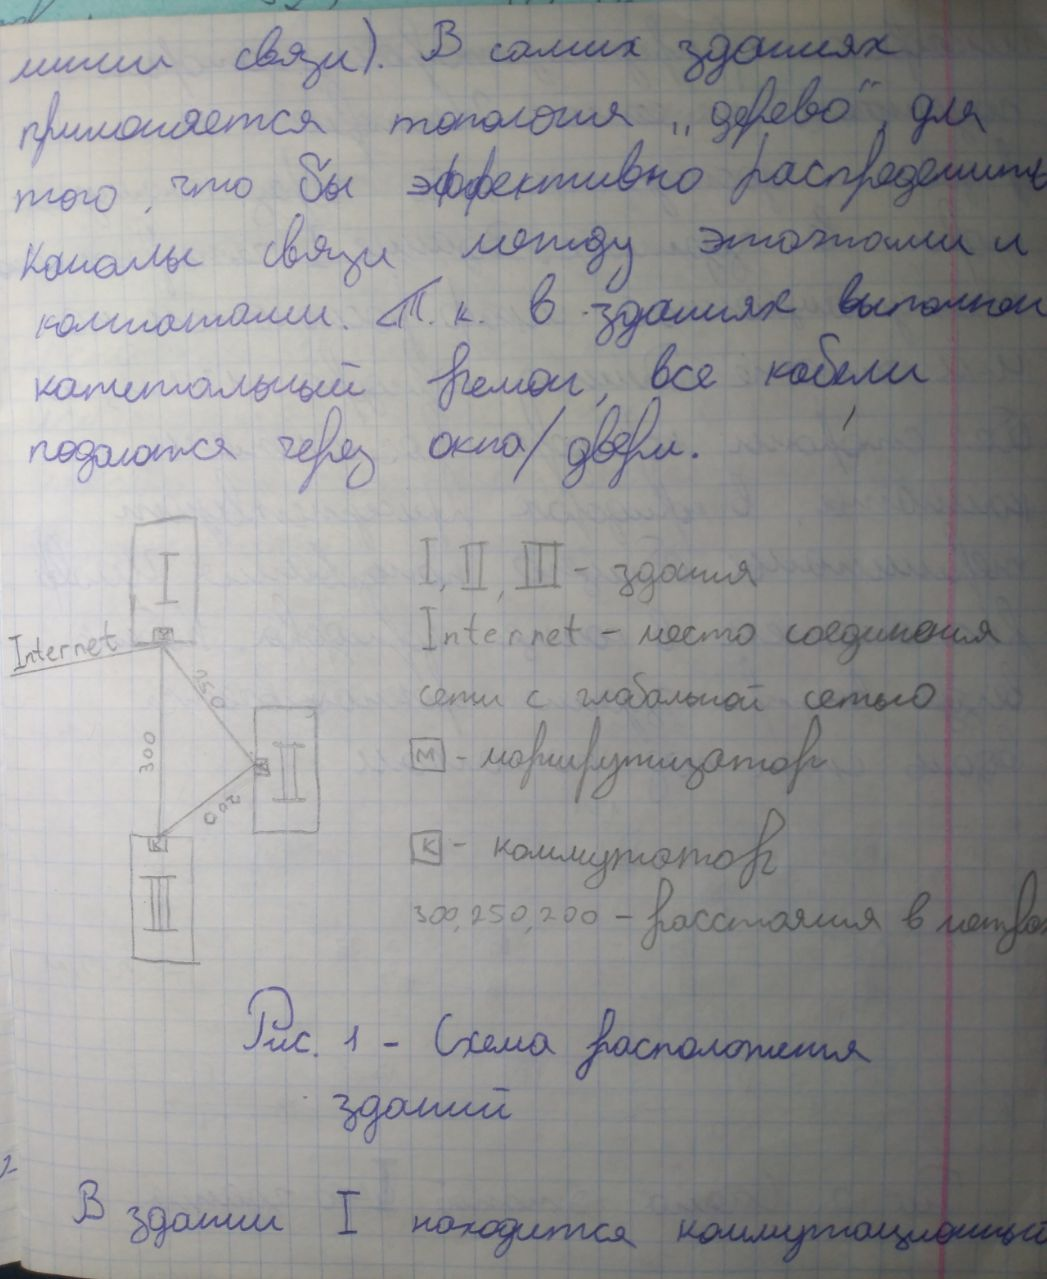 линии связи). В самих зданиях
применяется топология „дерево", для
того, что бы эффективно распределить
каналы связи между этажами и
комнатами. Т.к. в зданиях выполнен
капитальный ремон, все кабели
подаются через окна/двери.
I
Internet
250
300
II
200
К
III
I, II, III - здания
Internet - место соединения
сети с глобальной сетью
М - маршрутизатор
К - коммутатор
300, 250, 200 - расстояния в метрах
Рис. 1 - Схема расположения
зданий
В здании I находится коммутационный